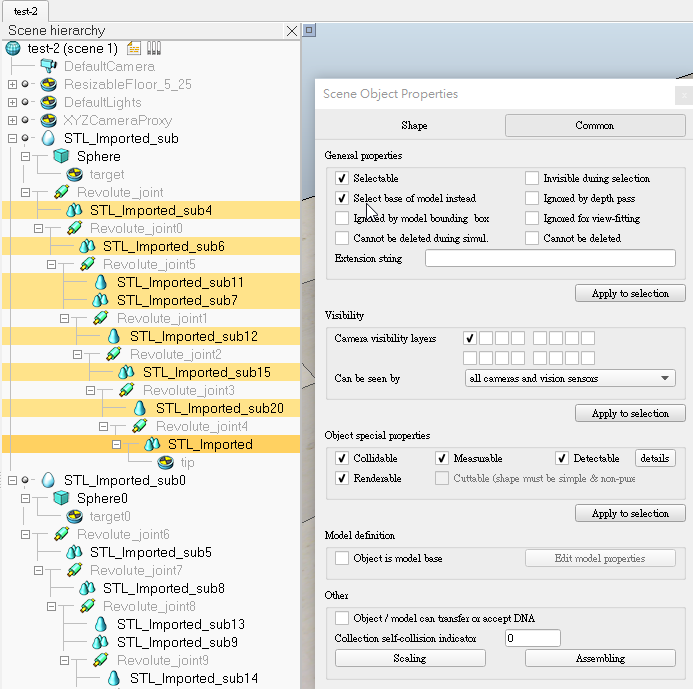 test-2
Scene hierarchy
test-2 (scene 1)
DefaultCamera
ResizableFloor_5_25
DefaultLights
XYZCameraProxy
STL_Imported_sub
Sphere
target
Revolute_joint
STL_Imported_sub4
Revolute_joint0
STL_Imported_sub6
Revolute_joint5
STL_Imported_sub11
STL_Imported_sub7
Revolute_joint1
STL_Imported_sub12
Revolute_joint2
STL_Imported_sub15
Revolute_joint3
STL_Imported_sub20
Revolute_joint4
STL_Imported
tip
STL_Imported_sub0
Sphere0
target0
Revolute_joint6
STL_Imported_sub5
Revolute_joint7
STL_Imported_sub8
Revolute_joint8
STL_Imported_sub13
STL_Imported_sub9
Revolute_joint9
STL_Imported_sub14
Scene Object Properties
Shape Common
General properties
Selectable Invisible during selection
Select base of model instead Ignored by depth pass
Ignored by model bounding box Ignored for view-fitting
Cannot be deleted during simul. Cannot be deleted
Extension string
Apply to selection
Visibility
Camera visibility layers
Can be seen by all cameras and vision sensors
Apply to selection
Object special properties
Collidable Measurable Detectable details
Renderable Cuttable (shape must be simple & non-pure
Apply to selection
Model definition
Object is model base Edit model properties
Other
Object / model can transfer or accept DNA
Collection self-collision indicator 0
Scaling Assembling